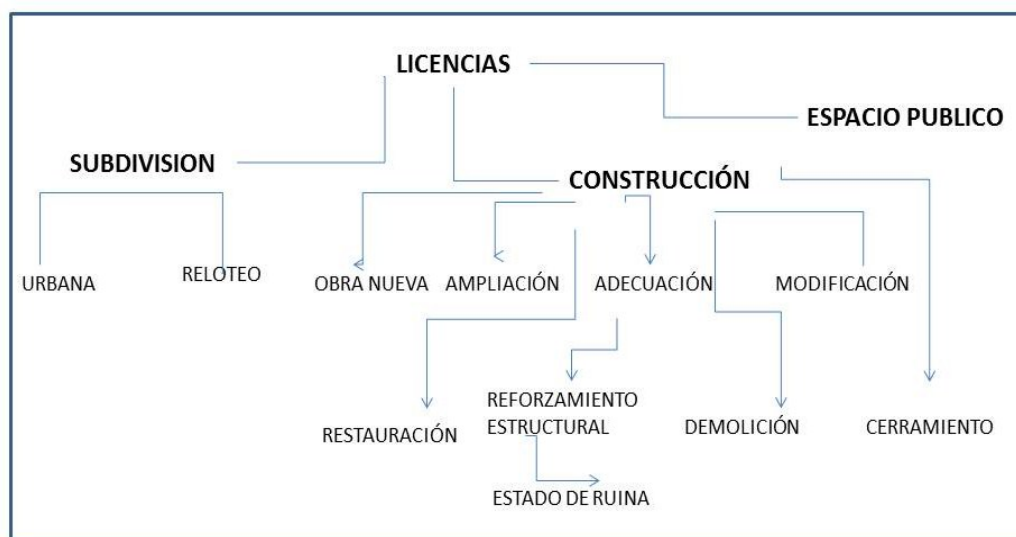 LICENCIAS
ESPACIO PUBLICO
SUBDIVISION
CONSTRUCCIÓN
URBANA
RELOTEO
OBRA NUEVA
AMPLIACIÓN
ADECUACIÓN
MODIFICACIÓN
RESTAURACIÓN
REFORZAMIENTO
ESTRUCTURAL
DEMOLICIÓN
CERRAMIENTO
ESTADO DE RUINA